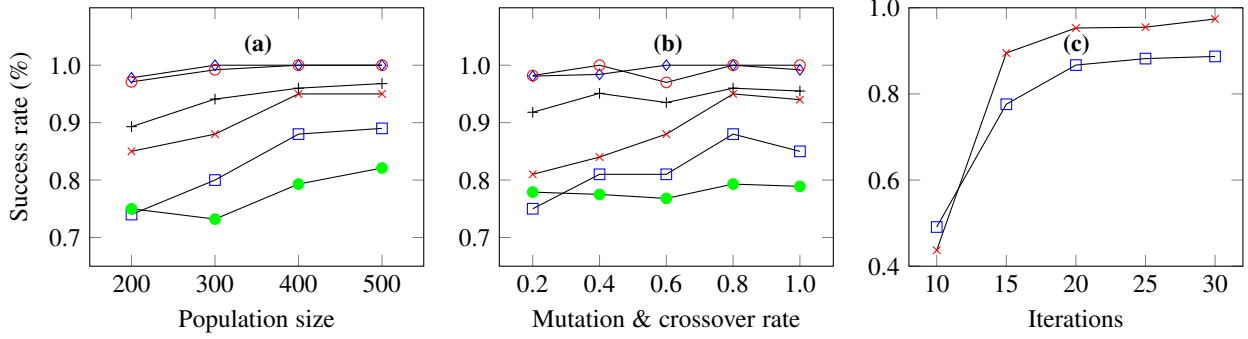 (a)
1.0
0.9
0.8
0.7
200 300 400 500
Population size
Success rate (%)
(b)
1.0
0.9
0.8
0.7
0.2 0.4 0.6 0.8 1.0
Mutation & crossover rate
(c)
1.0
0.8
0.6
0.4
10 15 20 25 30
Iterations